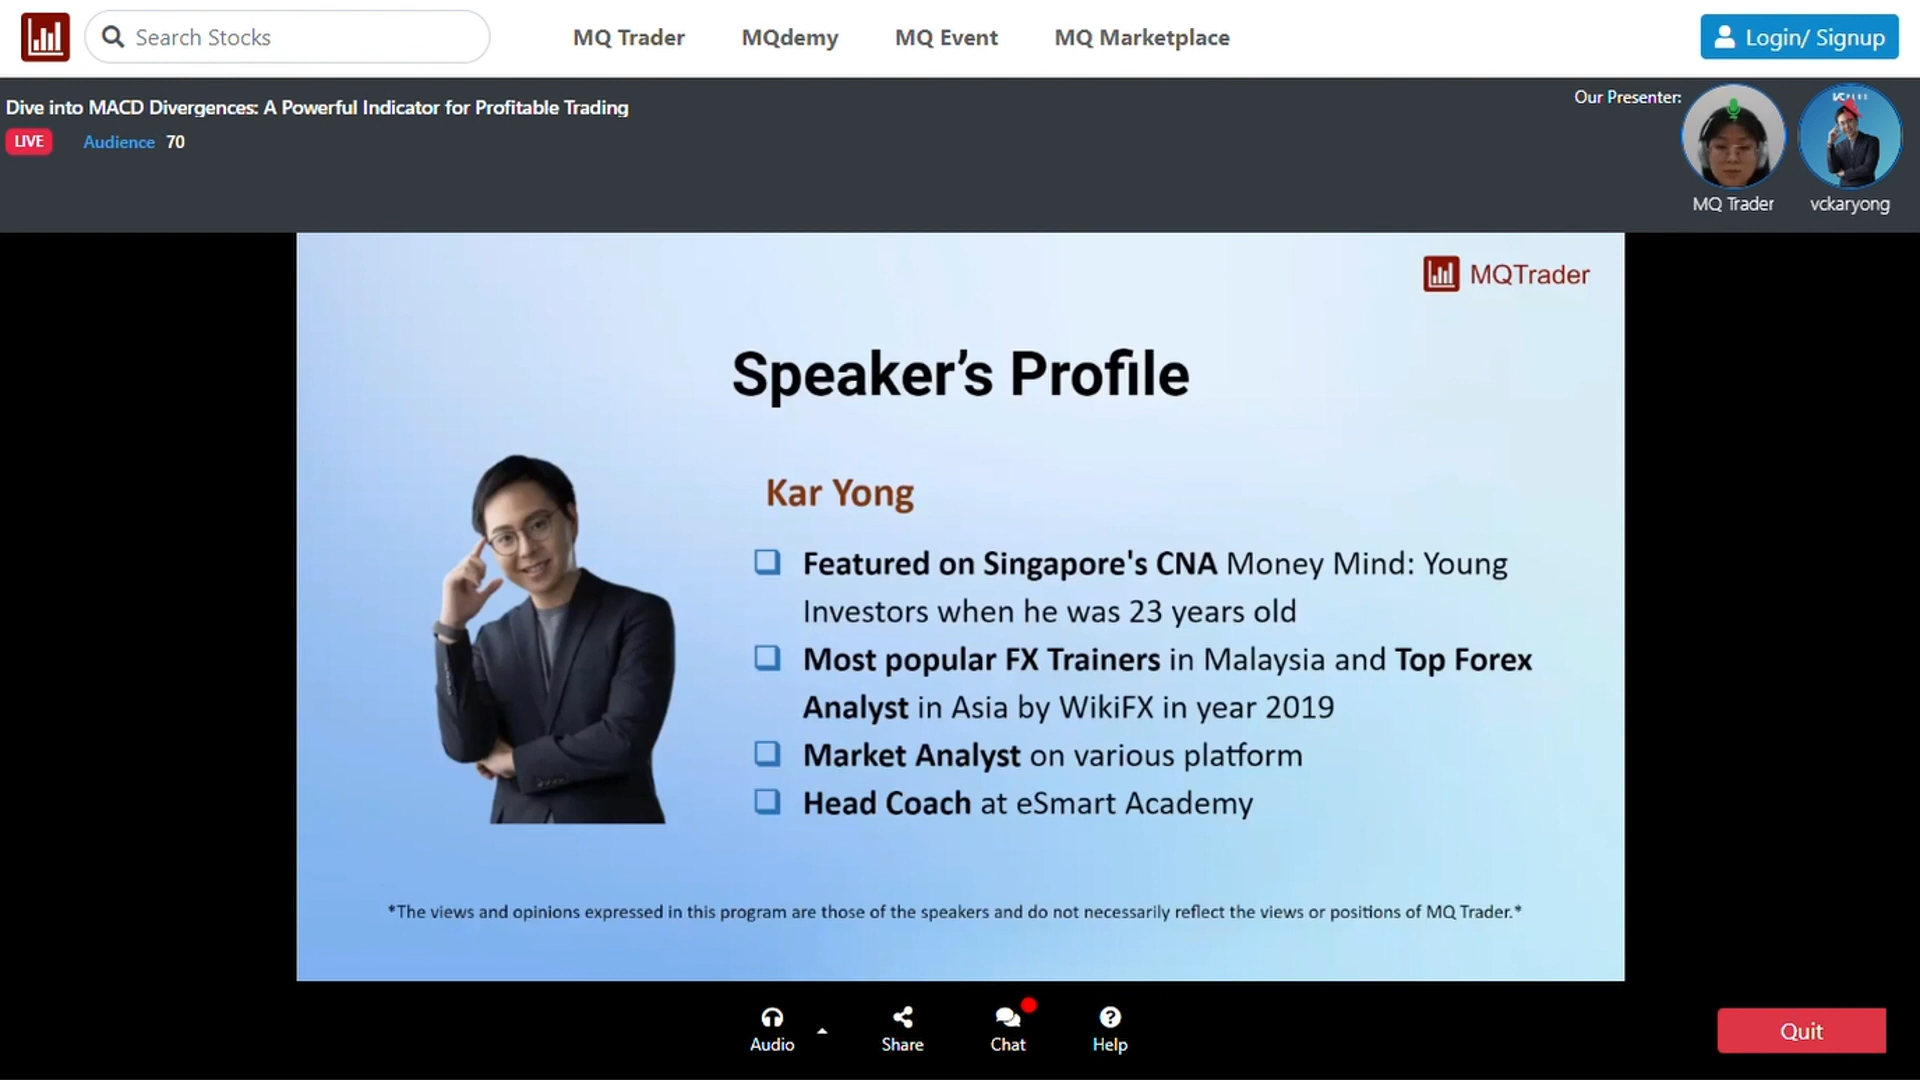 Search Stocks
MQ Trader
MQdemy
MQ Event
MQ Marketplace
Login/ Signup
Dive into MACD Divergences: A Powerful Indicator for Profitable Trading
LIVE
Audience 70
Our Presenter:
MQ Trader
vckaryong
MQTrader
Speaker’s Profile
Kar Yong
Featured on Singapore's CNA Money Mind: Young
Investors when he was 23 years old
Most popular FX Trainers in Malaysia and Top Forex
Analyst in Asia by WikiFX in year 2019
Market Analyst on various platform
Head Coach at eSmart Academy
*The views and opinions expressed in this program are those of the speakers and do not necessarily reflect the views or positions of MQ Trader.*
Audio
Share
Chat
Help
Quit